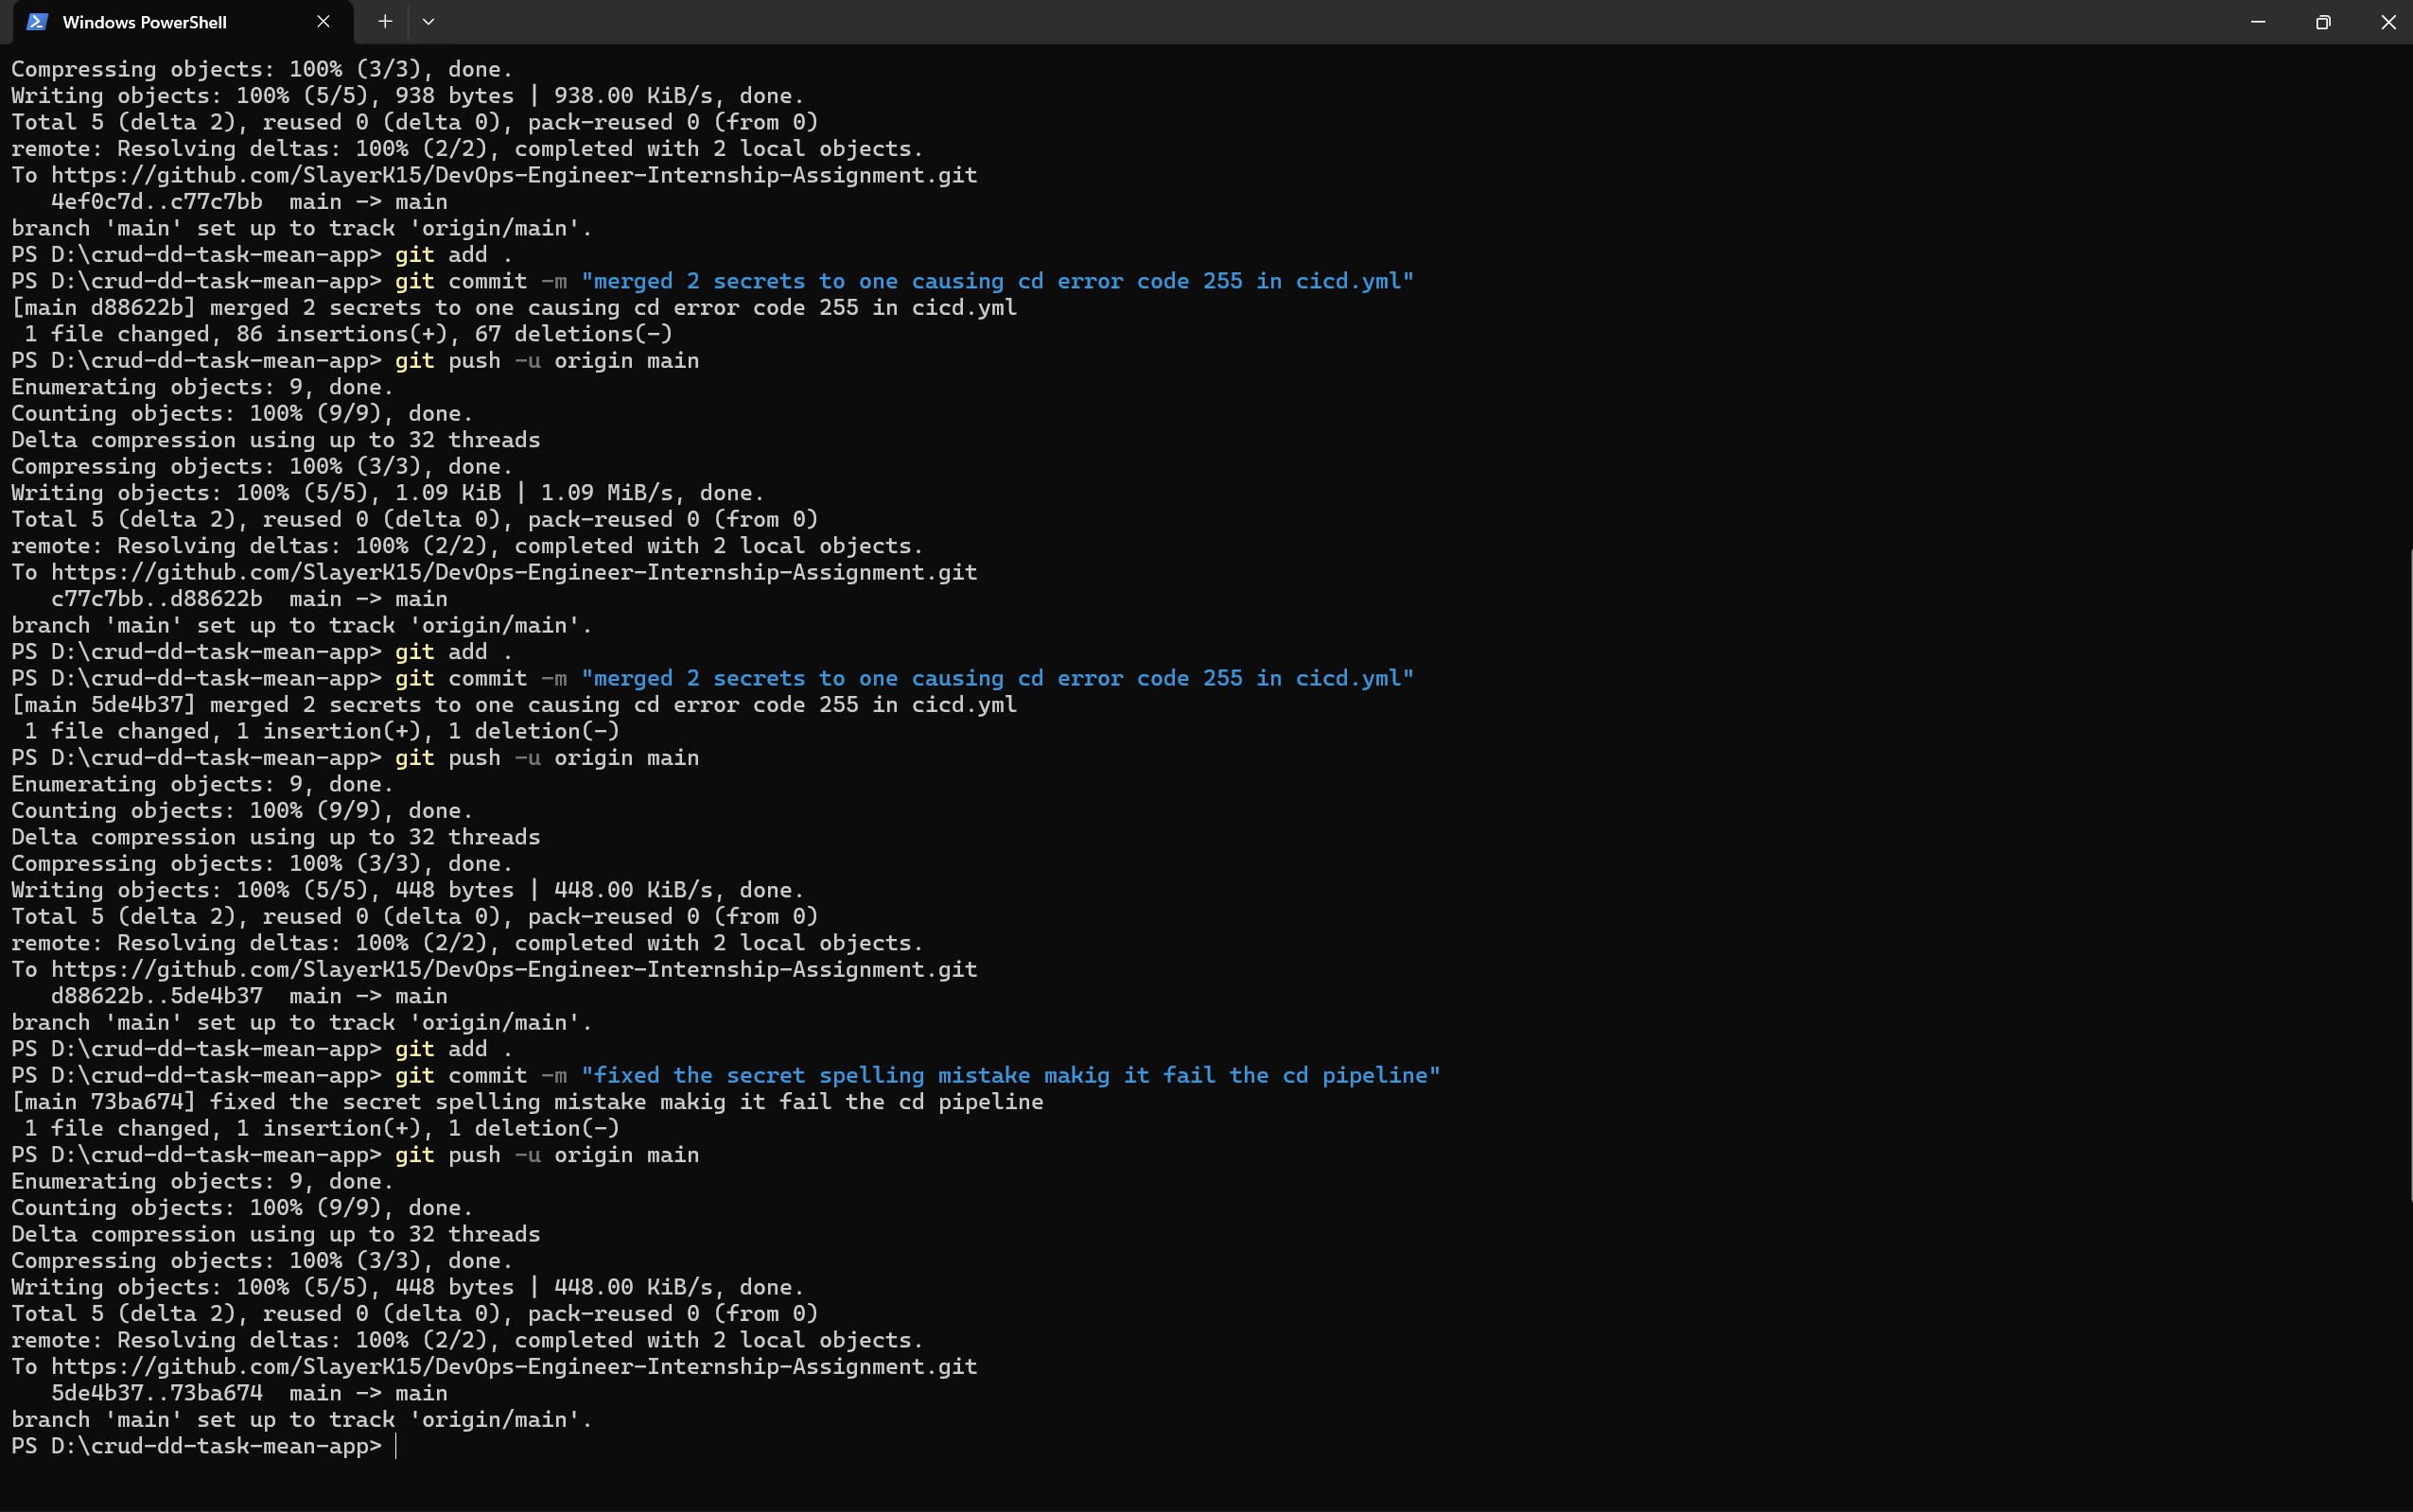 Windows PowerShell
Compressing objects: 100% (3/3), done.
Writing objects: 100% (5/5), 938 bytes | 938.00 KiB/s, done.
Total 5 (delta 2), reused 0 (delta 0), pack-reused 0 (from 0)
remote: Resolving deltas: 100% (2/2), completed with 2 local objects.
To https://github.com/SlayerK15/DevOps-Engineer-Internship-Assignment.git
   4ef0c7d..c77c7bb  main -> main
branch 'main' set up to track 'origin/main'.
PS D:\crud-dd-task-mean-app> git add .
PS D:\crud-dd-task-mean-app> git commit -m "merged 2 secrets to one causing cd error code 255 in cicd.yml"
[main d88622b] merged 2 secrets to one causing cd error code 255 in cicd.yml
 1 file changed, 86 insertions(+), 67 deletions(-)
PS D:\crud-dd-task-mean-app> git push -u origin main
Enumerating objects: 9, done.
Counting objects: 100% (9/9), done.
Delta compression using up to 32 threads
Compressing objects: 100% (3/3), done.
Writing objects: 100% (5/5), 1.09 KiB | 1.09 MiB/s, done.
Total 5 (delta 2), reused 0 (delta 0), pack-reused 0 (from 0)
remote: Resolving deltas: 100% (2/2), completed with 2 local objects.
To https://github.com/SlayerK15/DevOps-Engineer-Internship-Assignment.git
   c77c7bb..d88622b  main -> main
branch 'main' set up to track 'origin/main'.
PS D:\crud-dd-task-mean-app> git add .
PS D:\crud-dd-task-mean-app> git commit -m "merged 2 secrets to one causing cd error code 255 in cicd.yml"
[main 5de4b37] merged 2 secrets to one causing cd error code 255 in cicd.yml
 1 file changed, 1 insertion(+), 1 deletion(-)
PS D:\crud-dd-task-mean-app> git push -u origin main
Enumerating objects: 9, done.
Counting objects: 100% (9/9), done.
Delta compression using up to 32 threads
Compressing objects: 100% (3/3), done.
Writing objects: 100% (5/5), 448 bytes | 448.00 KiB/s, done.
Total 5 (delta 2), reused 0 (delta 0), pack-reused 0 (from 0)
remote: Resolving deltas: 100% (2/2), completed with 2 local objects.
To https://github.com/SlayerK15/DevOps-Engineer-Internship-Assignment.git
   d88622b..5de4b37  main -> main
branch 'main' set up to track 'origin/main'.
PS D:\crud-dd-task-mean-app> git add .
PS D:\crud-dd-task-mean-app> git commit -m "fixed the secret spelling mistake makig it fail the cd pipeline"
[main 73ba674] fixed the secret spelling mistake makig it fail the cd pipeline
 1 file changed, 1 insertion(+), 1 deletion(-)
PS D:\crud-dd-task-mean-app> git push -u origin main
Enumerating objects: 9, done.
Counting objects: 100% (9/9), done.
Delta compression using up to 32 threads
Compressing objects: 100% (3/3), done.
Writing objects: 100% (5/5), 448 bytes | 448.00 KiB/s, done.
Total 5 (delta 2), reused 0 (delta 0), pack-reused 0 (from 0)
remote: Resolving deltas: 100% (2/2), completed with 2 local objects.
To https://github.com/SlayerK15/DevOps-Engineer-Internship-Assignment.git
   5de4b37..73ba674  main -> main
branch 'main' set up to track 'origin/main'.
PS D:\crud-dd-task-mean-app>